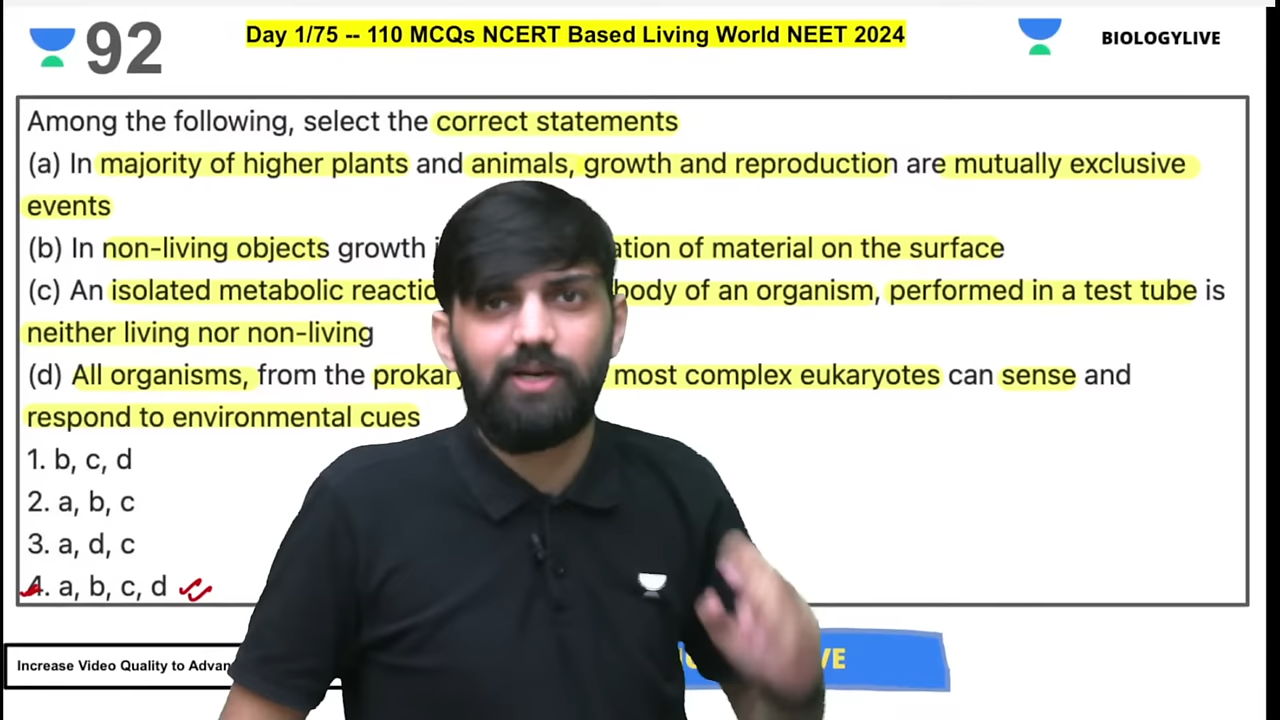 92
Day 1/75 -- 110 MCQs NCERT Based Living World NEET 2024
BIOLOGYLIVE
Among the following, select the correct statements
(a) In majority of higher plants and animals, growth and reproduction are mutually exclusive
events
(b) In non-living objects growth of material on the surface
(c) An isolated metabolic body of an organism, performed in a test tube is
neither living nor non-living
(d) All organisms, from the most complex eukaryotes can sense and
respond to environmental cues
1. b, c, d
2. a, b, c
3. a, d, c
4. a, b, c, d
Increase Video Quality to